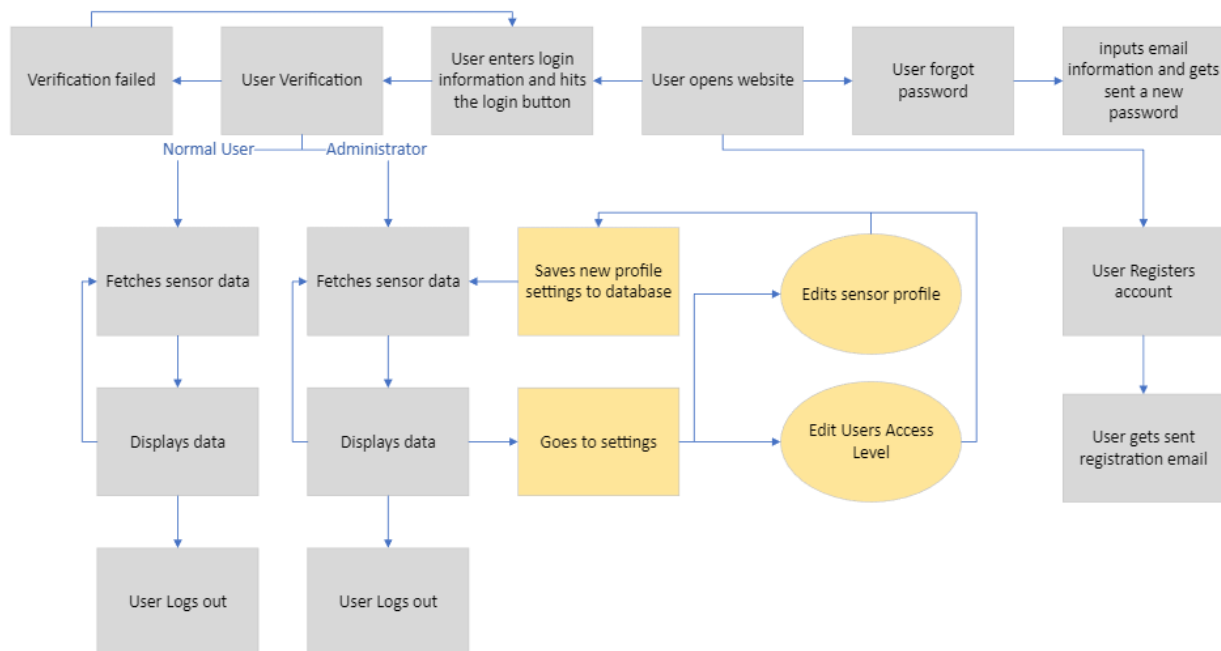 Verification failed
User Verification
User enters login
information and hits
the login button
User opens website
User forgot
password
inputs email
information and gets
sent a new
password
Normal User
Administrator
Fetches sensor data
Fetches sensor data
Saves new profile
settings to database
Edits sensor profile
User Registers
account
Displays data
Displays data
Goes to settings
Edit Users Access
Level
User gets sent
registration email
User Logs out
User Logs out